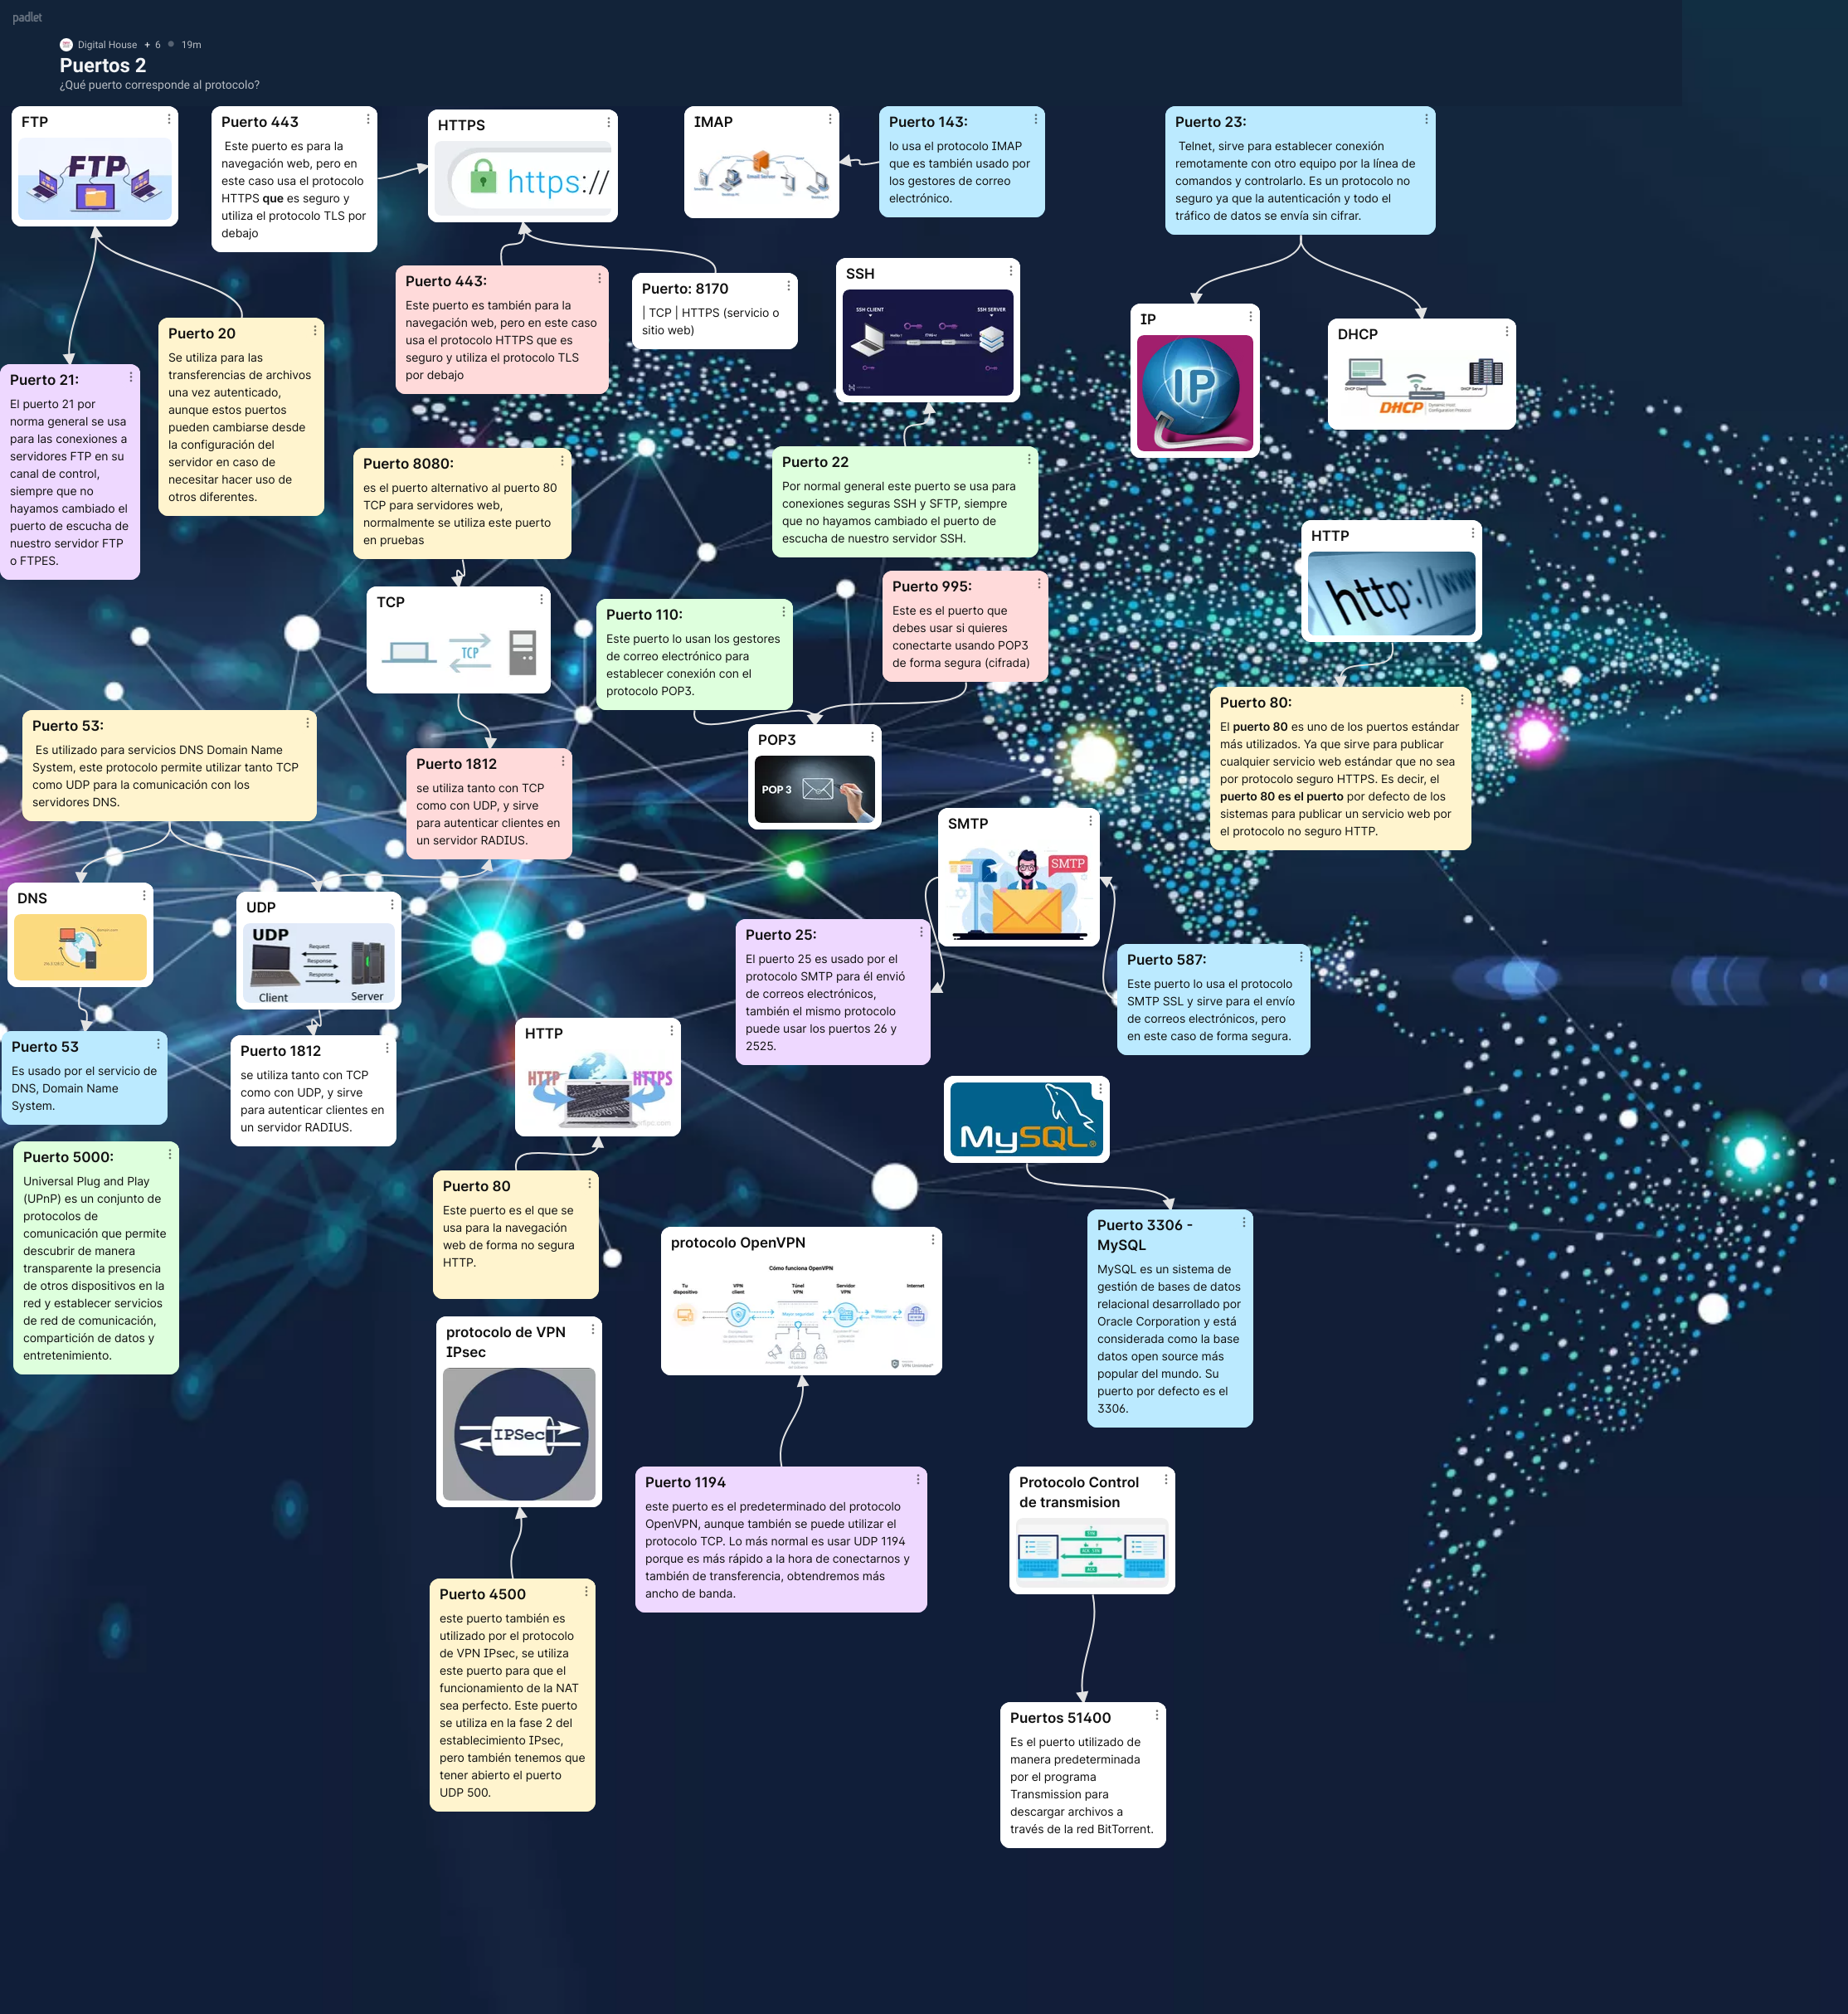 padlet
Digital House + 6 19m
Puertos 2
¿Qué puerto corresponde al protocolo?
FTP
FTP
Puerto 443
Este puerto es para la
navegación web, pero en
este caso usa el protocolo
HTTPS que es seguro y
utiliza el protocolo TLS por
debajo
HTTPS
https://
IMAP
Email Server
Puerto 143:
lo usa el protocolo IMAP
que es también usado por
los gestores de correo
electrónico.
Puerto 23:
Telnet, sirve para establecer conexión
remotamente con otro equipo por la línea de
comandos y controlarlo. Es un protocolo no
seguro ya que la autenticación y todo el
tráfico de datos se envía sin cifrar.
Puerto 443:
Este puerto es también para la
navegación web, pero en este caso
usa el protocolo HTTPS que es
seguro y utiliza el protocolo TLS
por debajo
Puerto: 8170
| TCP | HTTPS (servicio o
sitio web)
SSH
SSH CLIENT
SSH SERVER
IP
IP
DHCP
DHCP Client
Router
DHCP Server
DHCP
Dynamic Host
Configuration Protocol
Puerto 20
Se utiliza para las
transferencias de archivos
una vez autenticado,
aunque estos puertos
pueden cambiarse desde
la configuración del
servidor en caso de
necesitar hacer uso de
otros diferentes.
Puerto 21:
El puerto 21 por
norma general se usa
para las conexiones a
servidores FTP en su
canal de control,
siempre que no
hayamos cambiado el
puerto de escucha de
nuestro servidor FTP
o FTPES.
Puerto 8080:
es el puerto alternativo al puerto 80
TCP para servidores web,
normalmente se utiliza este puerto
en pruebas
Puerto 22
Por normal general este puerto se usa para
conexiones seguras SSH y SFTP, siempre
que no hayamos cambiado el puerto de
escucha de nuestro servidor SSH.
HTTP
http://www
TCP
TCP
Puerto 110:
Este puerto lo usan los gestores
de correo electrónico para
establecer conexión con el
protocolo POP3.
Puerto 995:
Este es el puerto que
debes usar si quieres
conectarte usando POP3
de forma segura (cifrada)
Puerto 80:
El puerto 80 es uno de los puertos estándar
más utilizados. Ya que sirve para publicar
cualquier servicio web estándar que no sea
por protocolo seguro HTTPS. Es decir, el
puerto 80 es el puerto por defecto de los
sistemas para publicar un servicio web por
el protocolo no seguro HTTP.
Puerto 53:
Es utilizado para servicios DNS Domain Name
System, este protocolo permite utilizar tanto TCP
como UDP para la comunicación con los
servidores DNS.
Puerto 1812
se utiliza tanto con TCP
como con UDP, y sirve
para autenticar clientes en
un servidor RADIUS.
POP3
POP 3
SMTP
SMTP
DNS
UDP
UDP
Request
Response
Response
Client
Server
Puerto 25:
El puerto 25 es usado por el
protocolo SMTP para él envió
de correos electrónicos,
también el mismo protocolo
puede usar los puertos 26 y
2525.
Puerto 587:
Este puerto lo usa el protocolo
SMTP SSL y sirve para el envío
de correos electrónicos, pero
en este caso de forma segura.
Puerto 53
Es usado por el servicio de
DNS, Domain Name
System.
Puerto 1812
se utiliza tanto con TCP
como con UDP, y sirve
para autenticar clientes en
un servidor RADIUS.
HTTP
HTTP
HTTPS
MySQL®
Puerto 5000:
Universal Plug and Play
(UPnP) es un conjunto de
protocolos de
comunicación que permite
descubrir de manera
transparente la presencia
de otros dispositivos en la
red y establecer servicios
de red de comunicación,
compartición de datos y
entretenimiento.
Puerto 80
Este puerto es el que se
usa para la navegación
web de forma no segura
HTTP.
protocolo OpenVPN
Cómo funciona OpenVPN
Tu
dispositivo
VPN
client
Túnel
VPN
Servidor
VPN
Internet
VPN Unlimited®
Puerto 3306 -
MySQL
MySQL es un sistema de
gestión de bases de datos
relacional desarrollado por
Oracle Corporation y está
considerada como la base
datos open source más
popular del mundo. Su
puerto por defecto es el
3306.
protocolo de VPN
IPsec
IPSec
Puerto 1194
este puerto es el predeterminado del protocolo
OpenVPN, aunque también se puede utilizar el
protocolo TCP. Lo más normal es usar UDP 1194
porque es más rápido a la hora de conectarnos y
también de transferencia, obtendremos más
ancho de banda.
Protocolo Control
de transmision
Puerto 4500
este puerto también es
utilizado por el protocolo
de VPN IPsec, se utiliza
este puerto para que el
funcionamiento de la NAT
sea perfecto. Este puerto
se utiliza en la fase 2 del
establecimiento IPsec,
pero también tenemos que
tener abierto el puerto
UDP 500.
Puertos 51400
Es el puerto utilizado de
manera predeterminada
por el programa
Transmission para
descargar archivos a
través de la red BitTorrent.